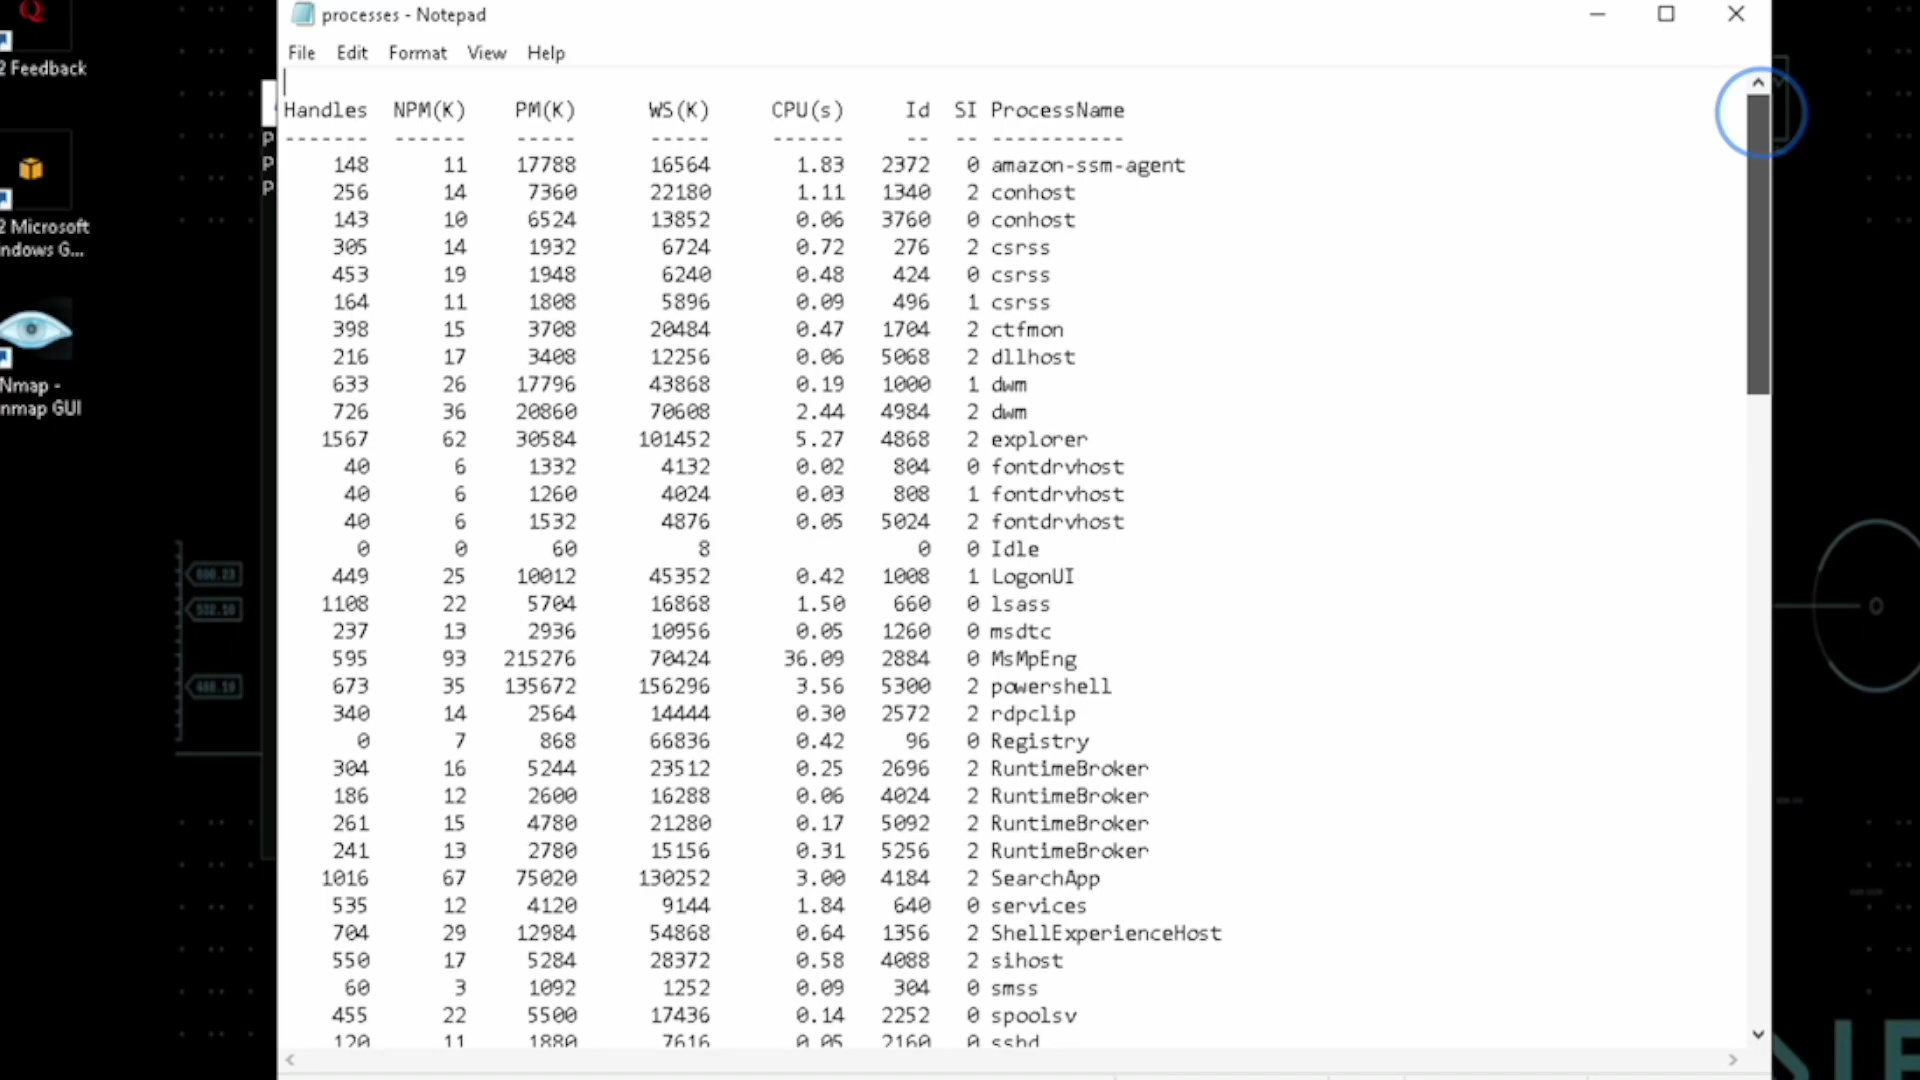 processes - Notepad
File Edit Format View Help
2 Feedback
2 Microsoft
ndows G...
Nmap -
nmap GUI
P
P
P
Handles NPM(K) PM(K) WS(K) CPU(s) Id SI ProcessName
------- ------ ----- ----- ------ -- -- -----------
148 11 17788 16564 1.83 2372 0 amazon-ssm-agent
256 14 7360 22180 1.11 1340 2 conhost
143 10 6524 13852 0.06 3760 0 conhost
305 14 1932 6724 0.72 276 2 csrss
453 19 1948 6240 0.48 424 0 csrss
164 11 1808 5896 0.09 496 1 csrss
398 15 3708 20484 0.47 1704 2 ctfmon
216 17 3408 12256 0.06 5068 2 dllhost
633 26 17796 43868 0.19 1000 1 dwm
726 36 20860 70608 2.44 4984 2 dwm
1567 62 30584 101452 5.27 4868 2 explorer
40 6 1332 4132 0.02 804 0 fontdrvhost
40 6 1260 4024 0.03 808 1 fontdrvhost
40 6 1532 4876 0.05 5024 2 fontdrvhost
0 0 60 8 0 0 Idle
449 25 10012 45352 0.42 1008 1 LogonUI
1108 22 5704 16868 1.50 660 0 lsass
237 13 2936 10956 0.05 1260 0 msdtc
595 93 215276 70424 36.09 2884 0 MsMpEng
673 35 135672 156296 3.56 5300 2 powershell
340 14 2564 14444 0.30 2572 2 rdpclip
0 7 868 66836 0.42 96 0 Registry
304 16 5244 23512 0.25 2696 2 RuntimeBroker
186 12 2600 16288 0.06 4024 2 RuntimeBroker
261 15 4780 21280 0.17 5092 2 RuntimeBroker
241 13 2780 15156 0.31 5256 2 RuntimeBroker
1016 67 75020 130252 3.00 4184 2 SearchApp
535 12 4120 9144 1.84 640 0 services
704 29 12984 54868 0.64 1356 2 ShellExperienceHost
550 17 5284 28372 0.58 4088 2 sihost
60 3 1092 1252 0.09 304 0 smss
455 22 5500 17436 0.14 2252 0 spoolsv
120 11 1880 7616 0.05 2160 0 sshd